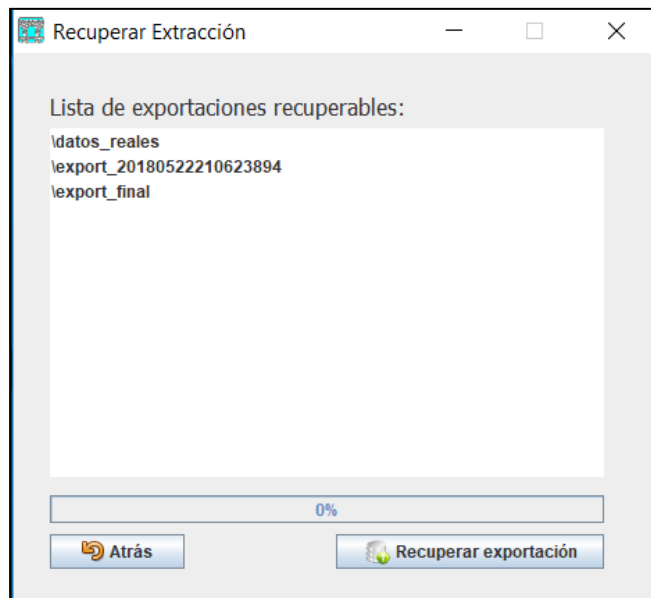 Recuperar Extracción
Lista de exportaciones recuperables:
\datos_reales
\export_20180522210623894
\export_final
0%
Atrás
Recuperar exportación